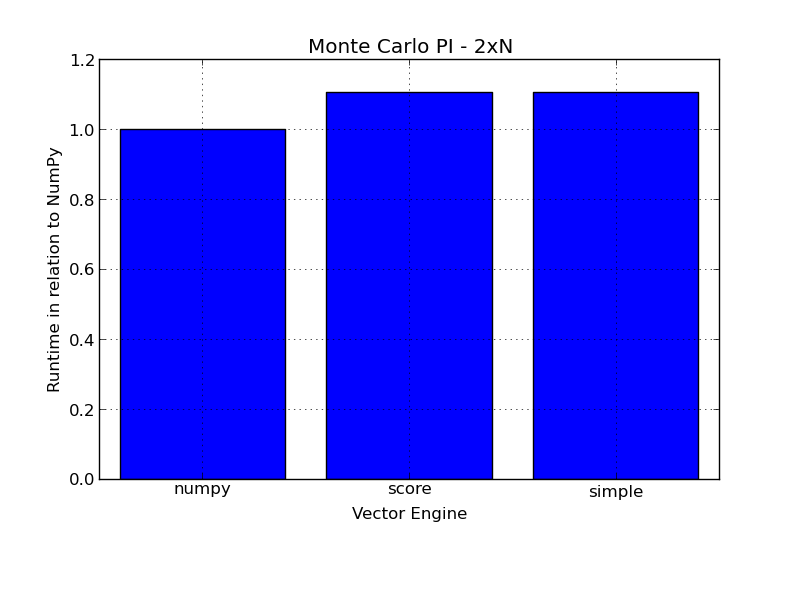 Monte Carlo PI - 2xN
Runtime in relation to NumPy
1.2
1.0
0.8
0.6
0.4
0.2
0.0
numpy score simple
Vector Engine